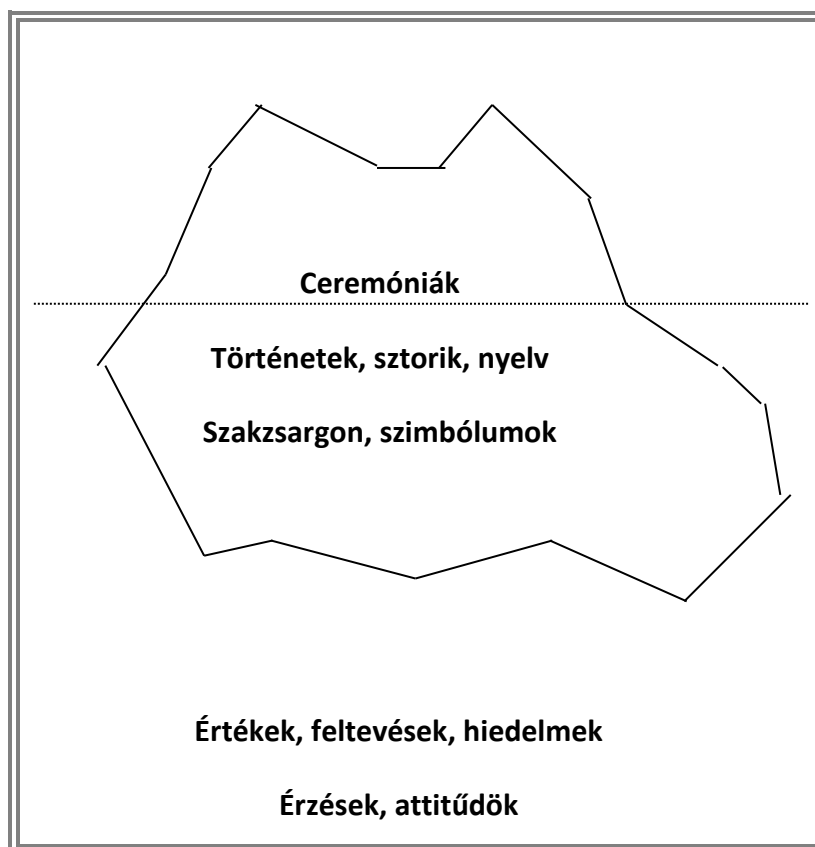 Ceremóniák
Történetek, sztorik, nyelv
Szakzsargon, szimbólumok
Értékek, feltevések, hiedelmek
Érzések, attitűdök